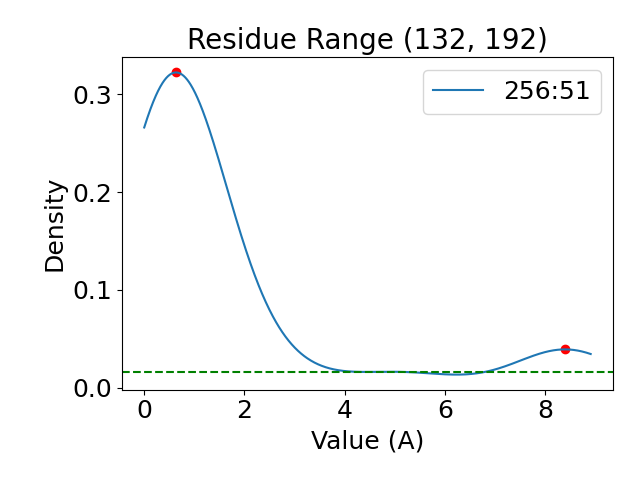 Residue Range (132, 192)
256:51
Density
0.3
0.2
0.1
0.0
0 2 4 6 8
Value (A)